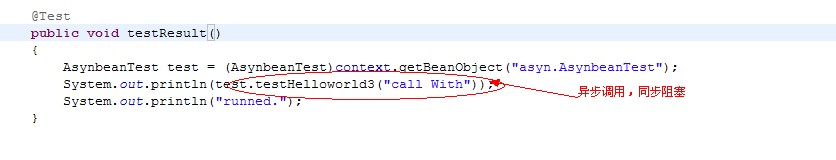 @Test
public void testResult()
{
AsynbeanTest test = (AsynbeanTest)context.getBeanObject("asyn.AsynbeanTest");
System.out.println(test.testHelloworld3("call With"));
异步调用，同步阻塞
System.out.println("runned.");
}